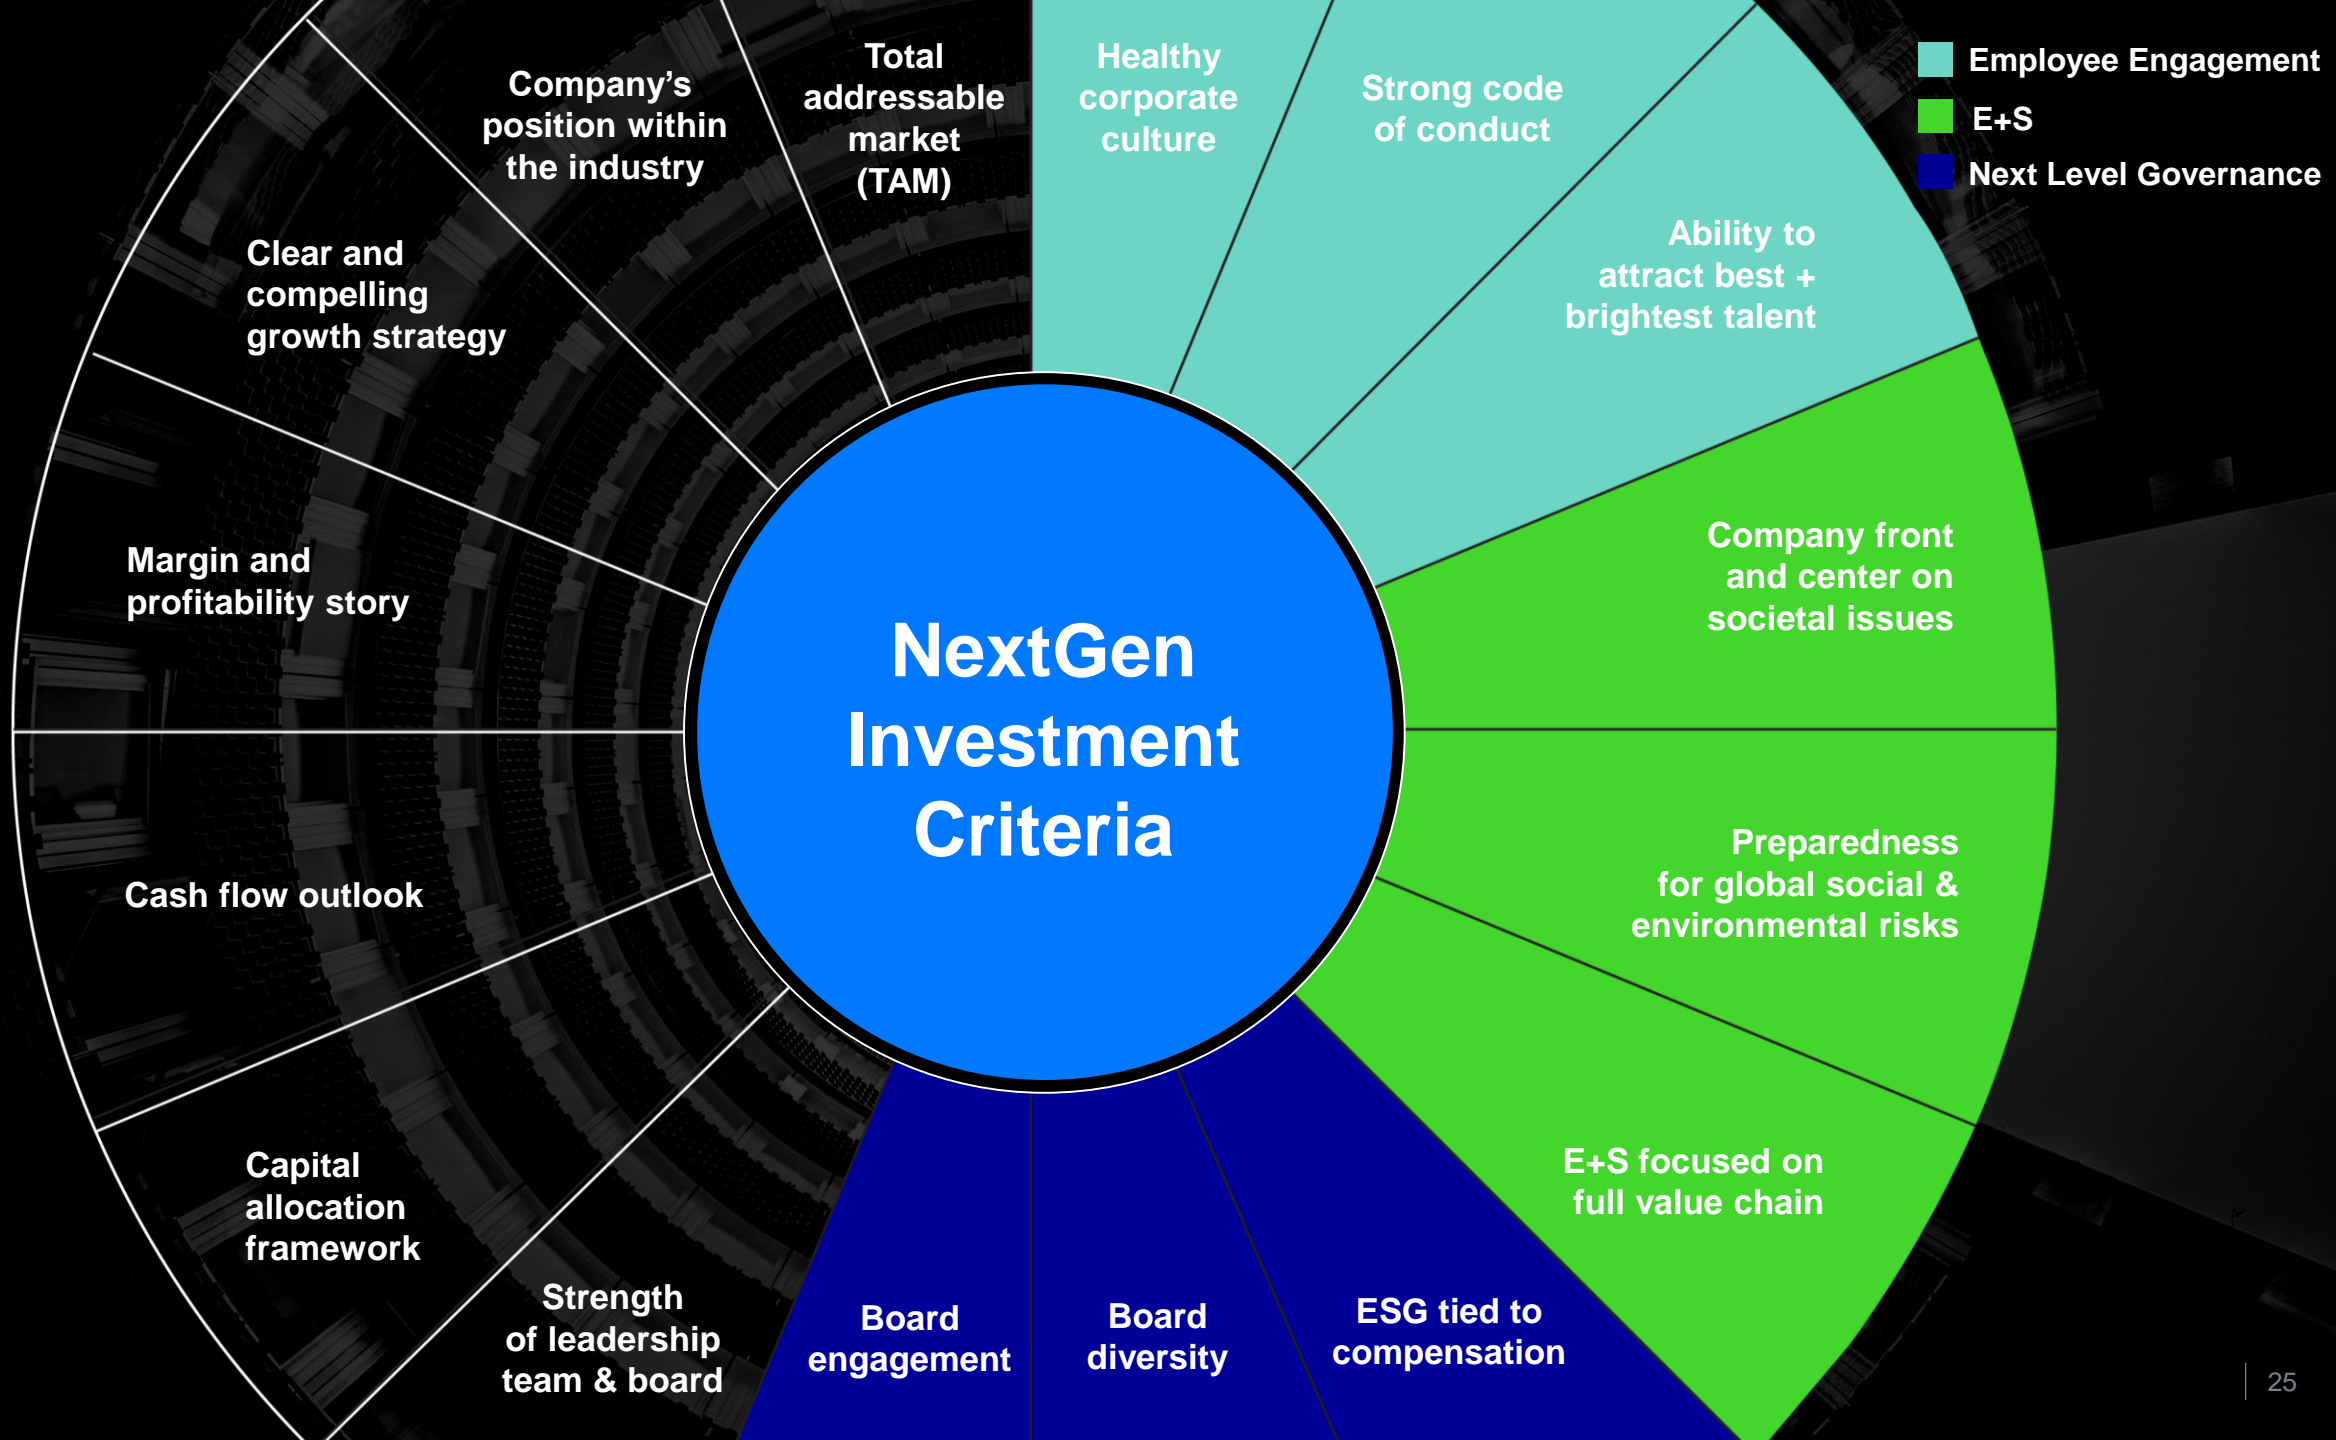 Total
addressable
market
(TAM)
Healthy
corporate
culture
Strong code
of conduct
Ability to
attract best +
brightest talent
Company front
and center on
societal issues
Preparedness
for global social &
environmental risks
E+S focused on
full value chain
ESG tied to
compensation
Board
diversity
Board
engagement
Strength
of leadership
team & board
Capital
allocation
framework
Cash flow outlook
Margin and
profitability story
Clear and
compelling
growth strategy
Company’s
position within
the industry
NextGen
Investment
Criteria
Employee Engagement
E+S
Next Level Governance
25